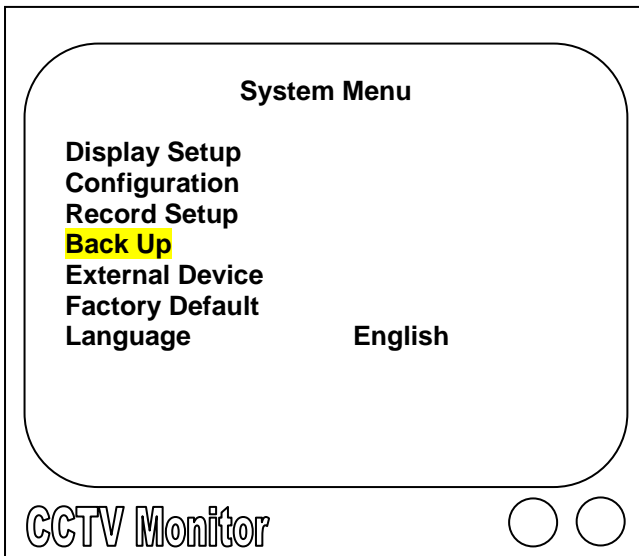 System Menu
Display Setup
Configuration
Record Setup
Back Up
External Device
Factory Default
Language English
CCTV Monitor